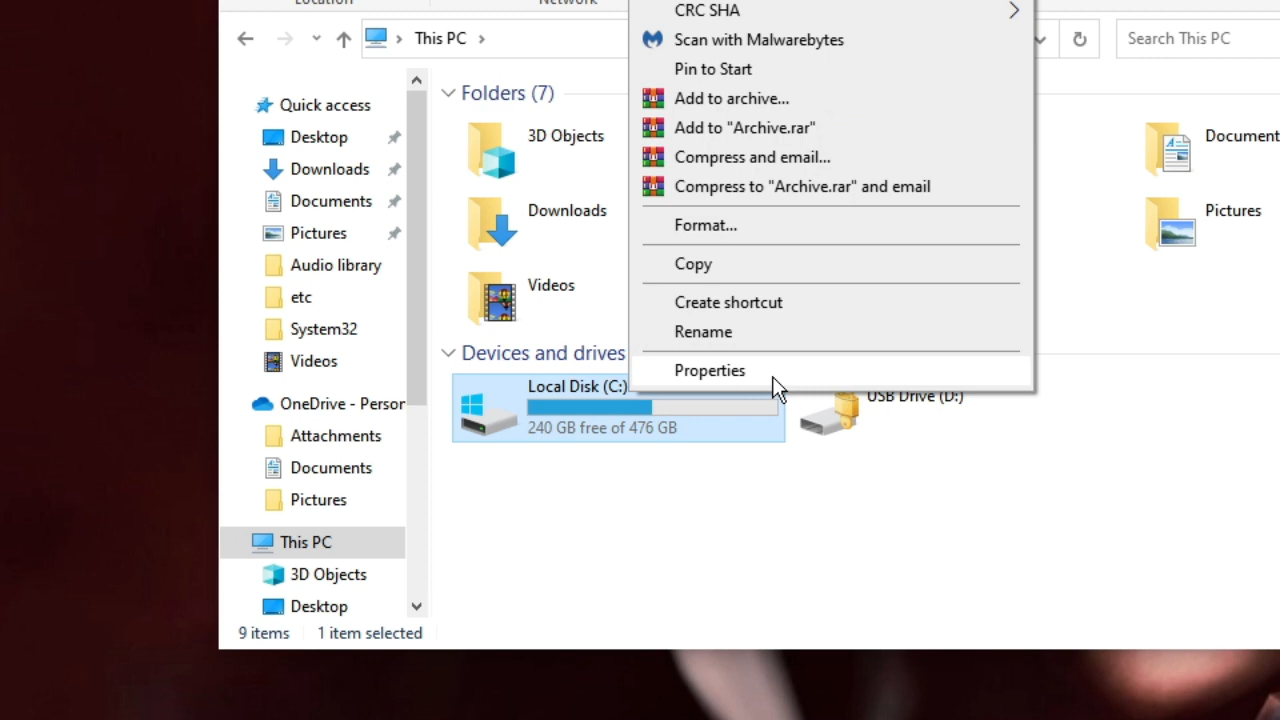 Location
Network
This PC
Search This PC
Quick access
Desktop
Downloads
Documents
Pictures
Audio library
etc
System32
Videos
OneDrive - Person
Attachments
Documents
Pictures
This PC
3D Objects
Desktop
Folders (7)
3D Objects
Downloads
Videos
Document
Pictures
Devices and drives
Local Disk (C:)
240 GB free of 476 GB
USB Drive (D:)
CRC SHA
Scan with Malwarebytes
Pin to Start
Add to archive...
Add to "Archive.rar"
Compress and email...
Compress to "Archive.rar" and email
Format...
Copy
Create shortcut
Rename
Properties
9 items
1 item selected